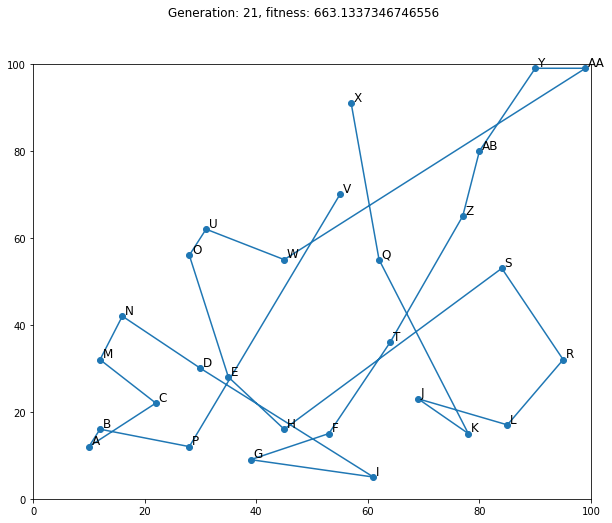 Generation: 21, fitness: 663.1337346746556
100
Y
AA
X
80
AB
V
Z
60
U
O
W
Q
S
40
N
T
M
R
D
E
20
C
J
B
H
L
A
P
F
K
G
I
0
0
20
40
60
80
100